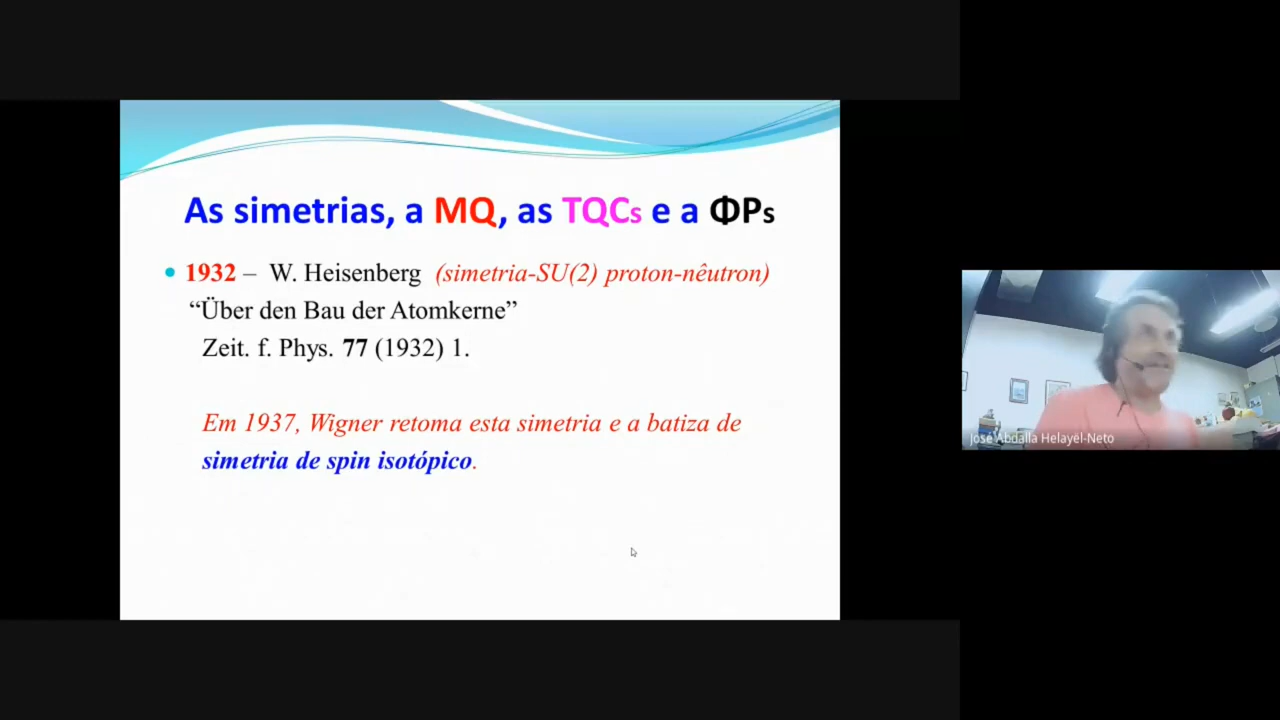 As simetrias, a MQ, as TQCs e a ΦPs
• 1932 – W. Heisenberg (simetria-SU(2) proton-nêutron)
“Über den Bau der Atomkerne”
Zeit. f. Phys. 77 (1932) 1.
Em 1937, Wigner retoma esta simetria e a batiza de
simetria de spin isotópico.
José Abdalla Helayël-Neto